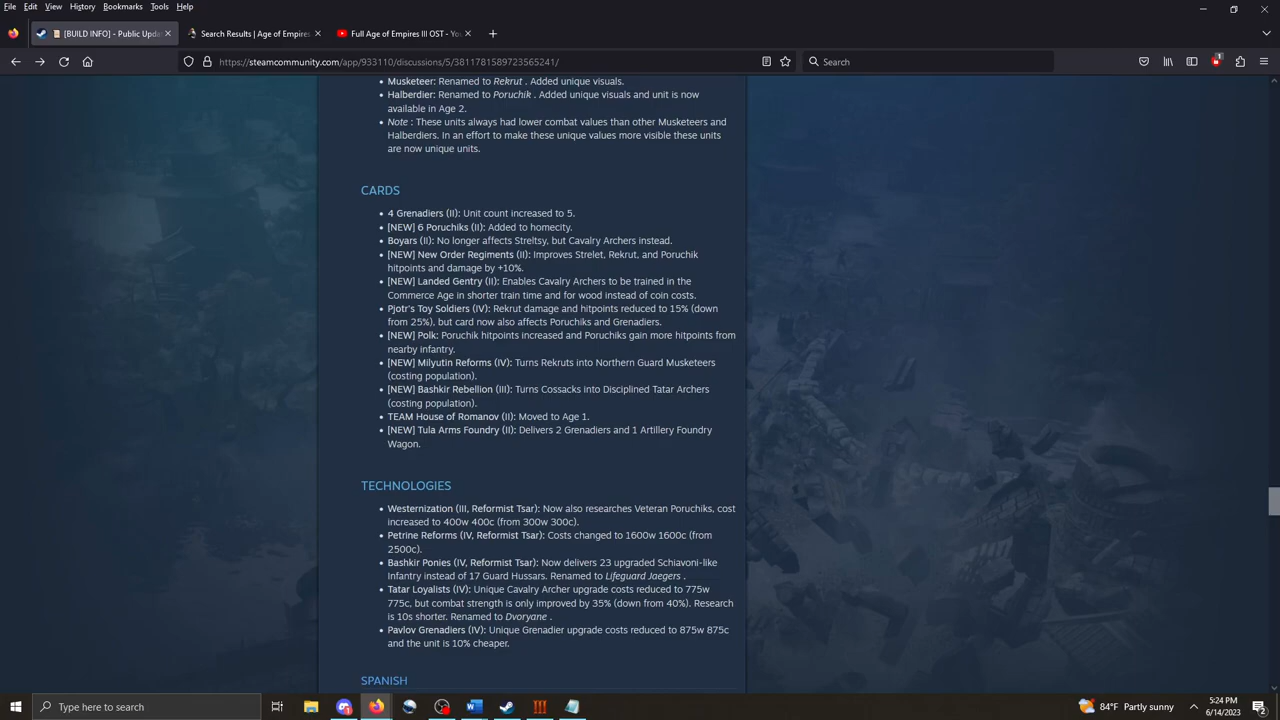 File Edit View History Bookmarks Tools Help
[BUILD INFO] - Public Upda
Search Results | Age of Empires
Full Age of Empires III OST - Yo
https://steamcommunity.com/app/933110/discussions/5/3811781589723565371/
Search
1
Musketeer: Renamed to Rekrut . Added unique visuals.
Halberdier: Renamed to Poruchik . Added unique visuals and unit is now
available in Age 2.
Note : These units always had lower combat values than other Musketeers and
Halberdiers. In an effort to make these unique values more visible these units
are now unique units.
CARDS
4 Grenadiers (II): Unit count increased to 5.
[NEW] 6 Poruchiks (II): Added to homecity.
Boyars (II): No longer affects Streltsy, but Cavalry Archers instead.
[NEW] New Order Regiments (II): Improves Strelet, Rekrut, and Poruchik
hitpoints and damage by +10%.
[NEW] Landed Gentry (II): Enables Cavalry Archers to be trained in the
Commerce Age in shorter train time and for wood instead of coin costs.
Pjotr's Toy Soldiers (IV): Rekrut damage and hitpoints reduced to 15% (down
from 25%), but card now also affects Poruchiks and Grenadiers.
[NEW] Polk: Poruchik hitpoints increased and Poruchiks gain more hitpoints from
nearby infantry.
[NEW] Milyutin Reforms (IV): Turns Rekruts into Northern Guard Musketeers
(costing population).
[NEW] Bashkir Rebellion (III): Turns Cossacks into Disciplined Tatar Archers
(costing population).
TEAM House of Romanov (II): Moved to Age 1.
[NEW] Tula Arms Foundry (II): Delivers 2 Grenadiers and 1 Artillery Foundry
Wagon.
TECHNOLOGIES
Westernization (III, Reformist Tsar): Now also researches Veteran Poruchiks, cost
increased to 400w 400c (from 300w 300c).
Petrine Reforms (IV, Reformist Tsar): Costs changed to 1600w 1600c (from
2500c).
Bashkir Ponies (IV, Reformist Tsar): Now delivers 23 upgraded Schiavoni-like
Infantry instead of 17 Guard Hussars. Renamed to Lifeguard Jaegers .
Tatar Loyalists (IV): Unique Cavalry Archer upgrade costs reduced to 775w
775c, but combat strength is only improved by 35% (down from 40%). Research
is 10s shorter. Renamed to Dvoryane .
Pavlov Grenadiers (IV): Unique Grenadier upgrade costs reduced to 875w 875c
and the unit is 10% cheaper.
SPANISH
Type here to search
84°F Partly sunny
5:24 PM
6/14/2023
2